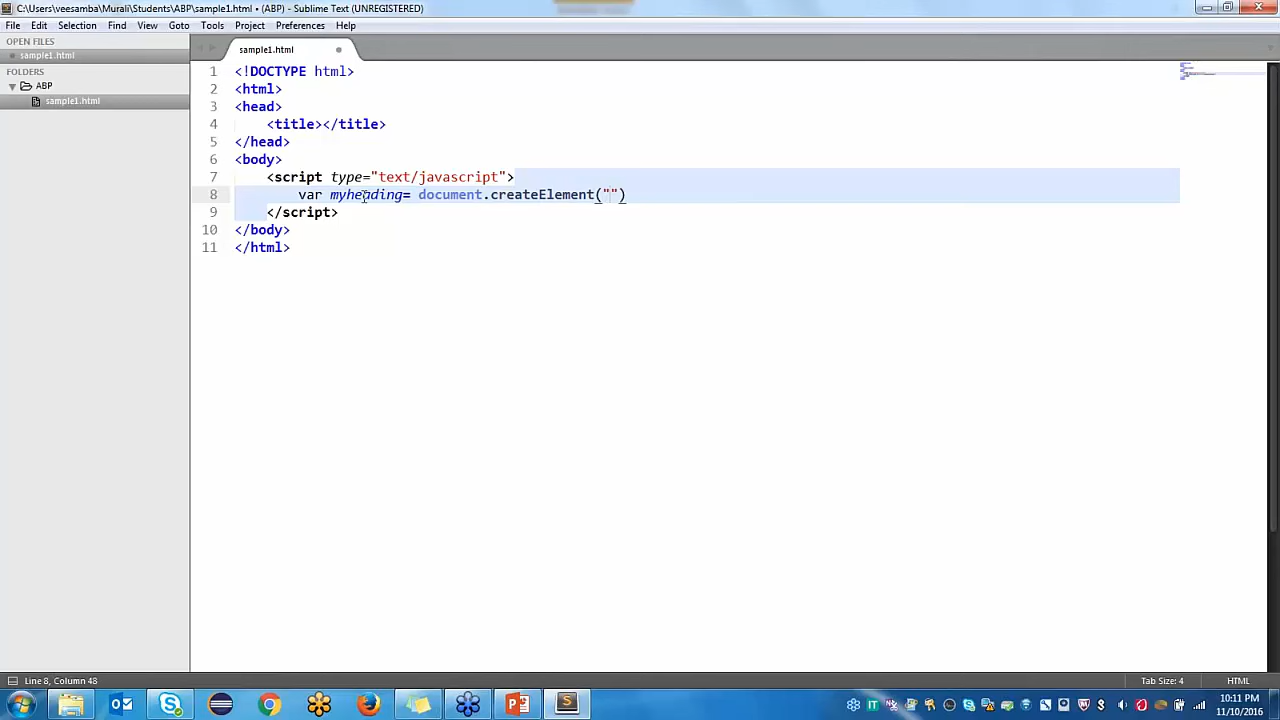 C:\Users\veesamba\Murali\Students\ABP\sample1.html • (ABP) - Sublime Text (UNREGISTERED)
File Edit Selection Find View Goto Tools Project Preferences Help
OPEN FILES
sample1.html
FOLDERS
ABP
sample1.html
sample1.html
1 <!DOCTYPE html>
2 <html>
3 <head>
4 <title></title>
5 </head>
6 <body>
7 <script type="text/javascript">
8 var myheading= document.createElement("")
9 </script>
10 </body>
11 </html>
Line 8, Column 48
Tab Size: 4
HTML
10:11 PM
11/10/2016